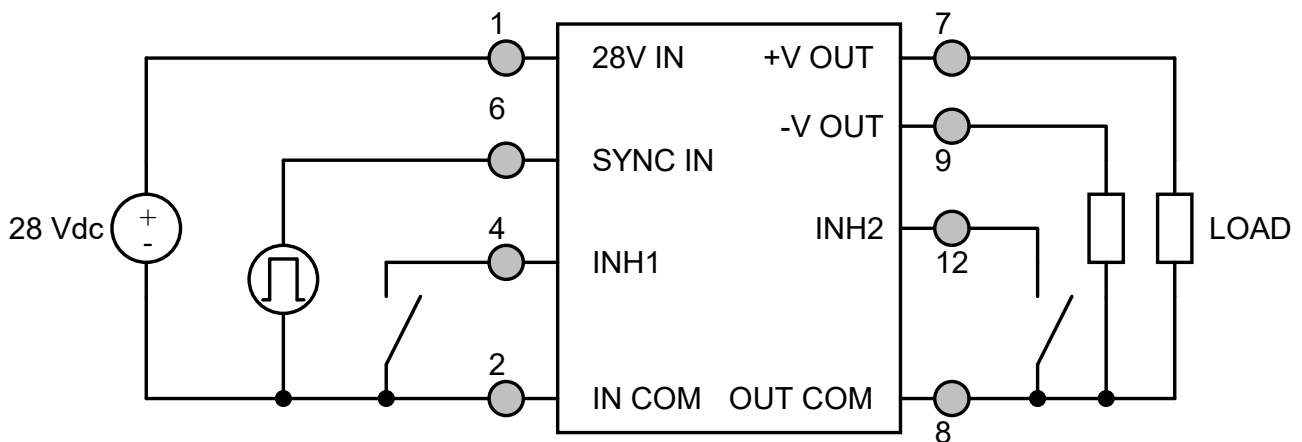 1
7
28V IN
+V OUT
6
-V OUT
SYNC IN
9
28 Vdc
+
-
4
INH1
INH2
12
LOAD
2
IN COM
OUT COM
8